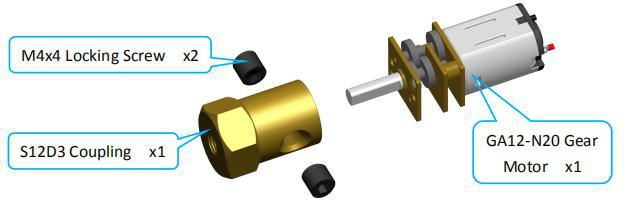 M4x4 Locking Screw x2
S12D3 Coupling x1
GA12-N20 Gear
Motor x1